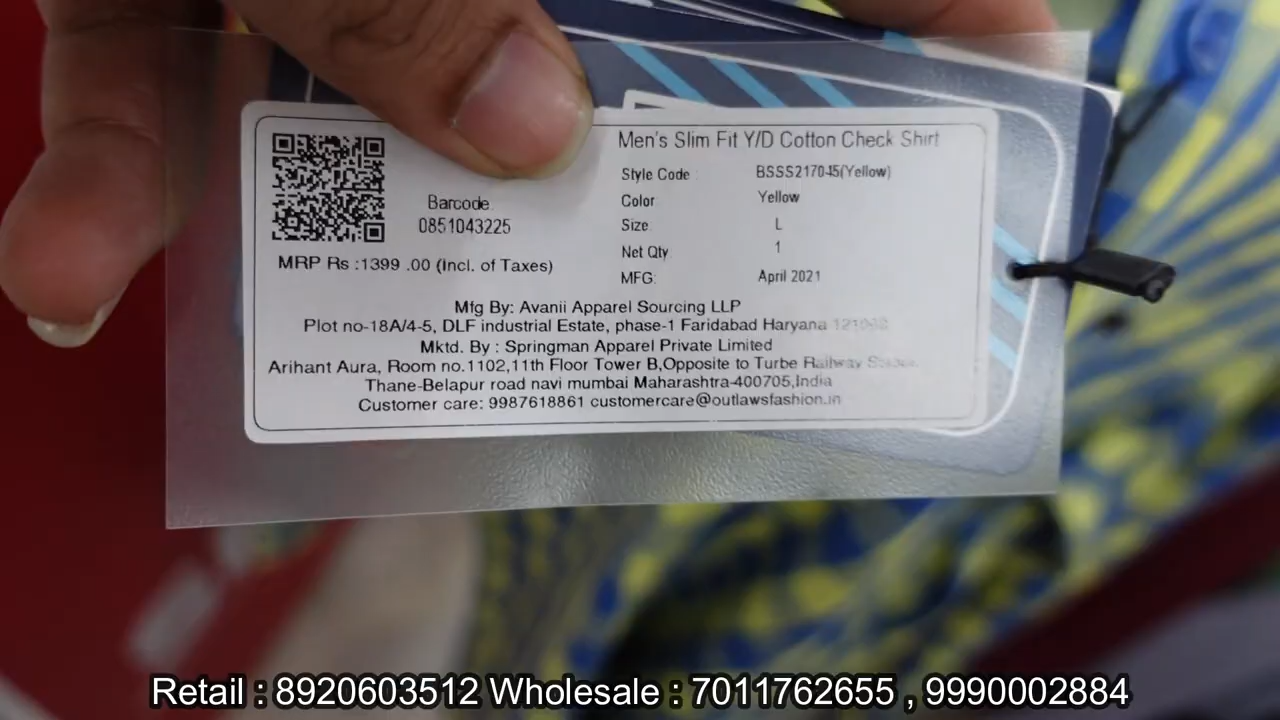 Men's Slim Fit Y/D Cotton Check Shirt
Style Code : BSSS217045(Yellow)
Color Yellow
Size L
Net Qty 1
MFG: April 2021
Barcode
0851043225
MRP Rs :1399 .00 (Incl. of Taxes)
Mfg By: Avanii Apparel Sourcing LLP
Plot no-18A/4-5, DLF industrial Estate, phase-1 Faridabad Haryana
Mktd. By : Springman Apparel Private Limited
Arihant Aura, Room no.1102,11th Floor Tower B,Opposite to Turbe Railway
Thane-Belapur road navi mumbai Maharashtra-400705,India
Customer care: 9987618861 customercare@outlawsfashion.in
Retail : 8920603512 Wholesale : 7011762655 , 9990002884